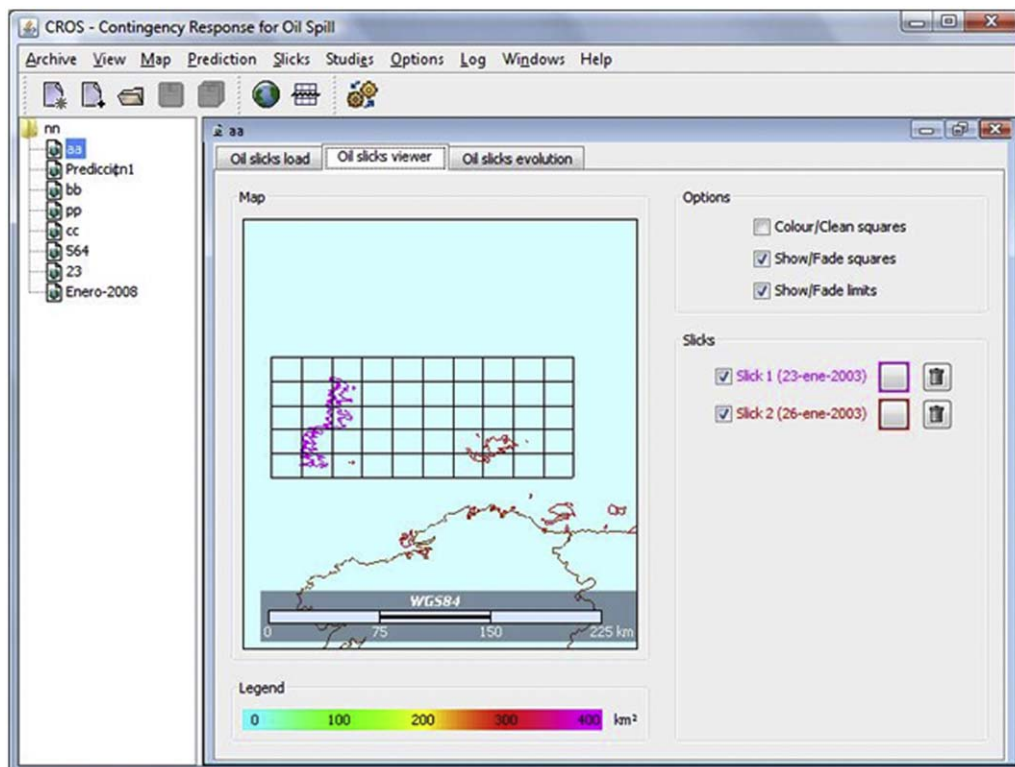 CROS - Contingency Response for Oil Spill
Archive View Map Prediction Slicks Studies Options Log Windows Help
nn
aa
Predicci¢n1
bb
pp
cc
S64
23
Enero-2008
aa
Oil slicks load Oil slicks viewer Oil slicks evolution
Map
WGS84
0 75 150 225 km
Legend
0 100 200 300 400 km²
Options
Colour/Clean squares
Show/Fade squares
Show/Fade limits
Slicks
Slick 1 (23-ene-2003)
Slick 2 (26-ene-2003)